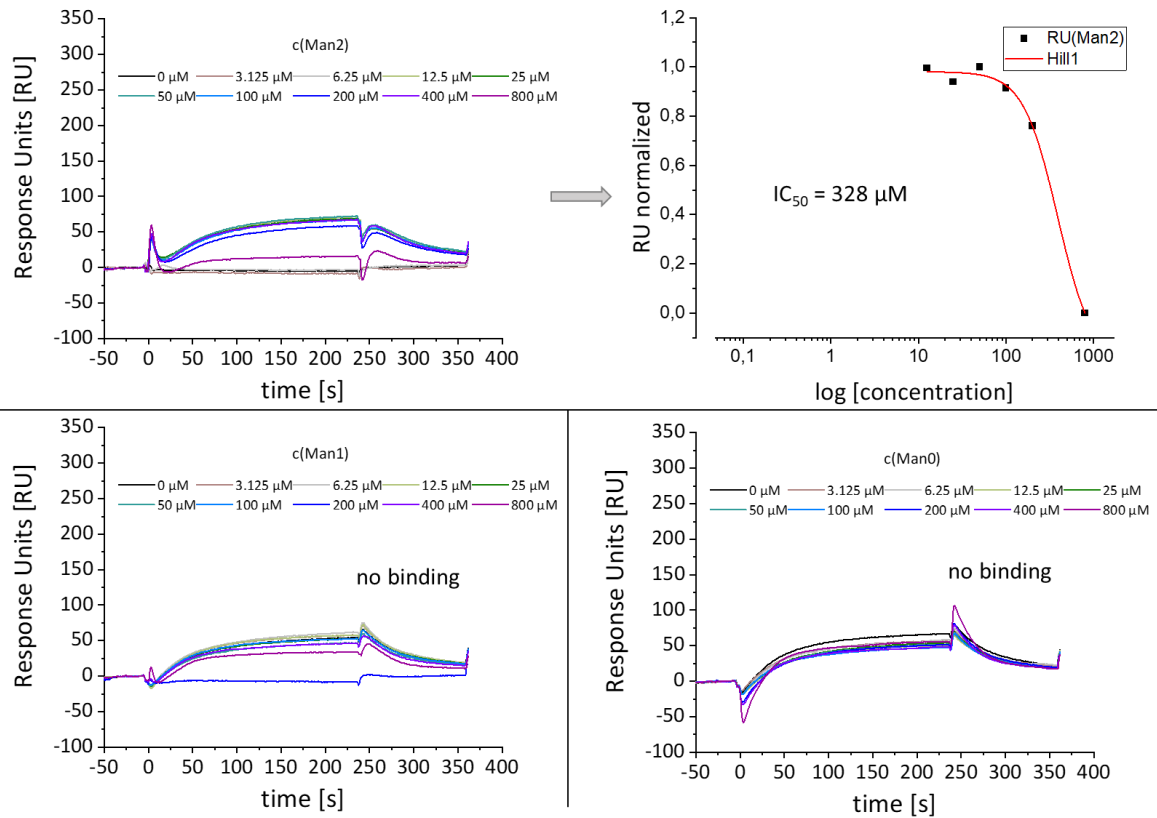 350
300
250
200
150
100
50
0
-50
-100
Response Units [RU]
c(Man2)
0 µM 3.125 µM 6.25 µM 12.5 µM 25 µM
50 µM 100 µM 200 µM 400 µM 800 µM
-50 0 50 100 150 200 250 300 350 400
time [s]
RU(Man2)
Hill1
1,0
0,8
0,6
0,4
0,2
0,0
RU normalized
IC50 = 328 µM
0,1 1 10 100 1000
log [concentration]
350
300
250
200
150
100
50
0
-50
-100
Response Units [RU]
c(Man1)
0 µM 3.125 µM 6.25 µM 12.5 µM 25 µM
50 µM 100 µM 200 µM 400 µM 800 µM
no binding
-50 0 50 100 150 200 250 300 350 400
time [s]
350
300
250
200
150
100
50
0
-50
-100
Response Units [RU]
c(Man0)
0 µM 3.125 µM 6.25 µM 12.5 µM 25 µM
50 µM 100 µM 200 µM 400 µM 800 µM
no binding
-50 0 50 100 150 200 250 300 350 400
time [s]